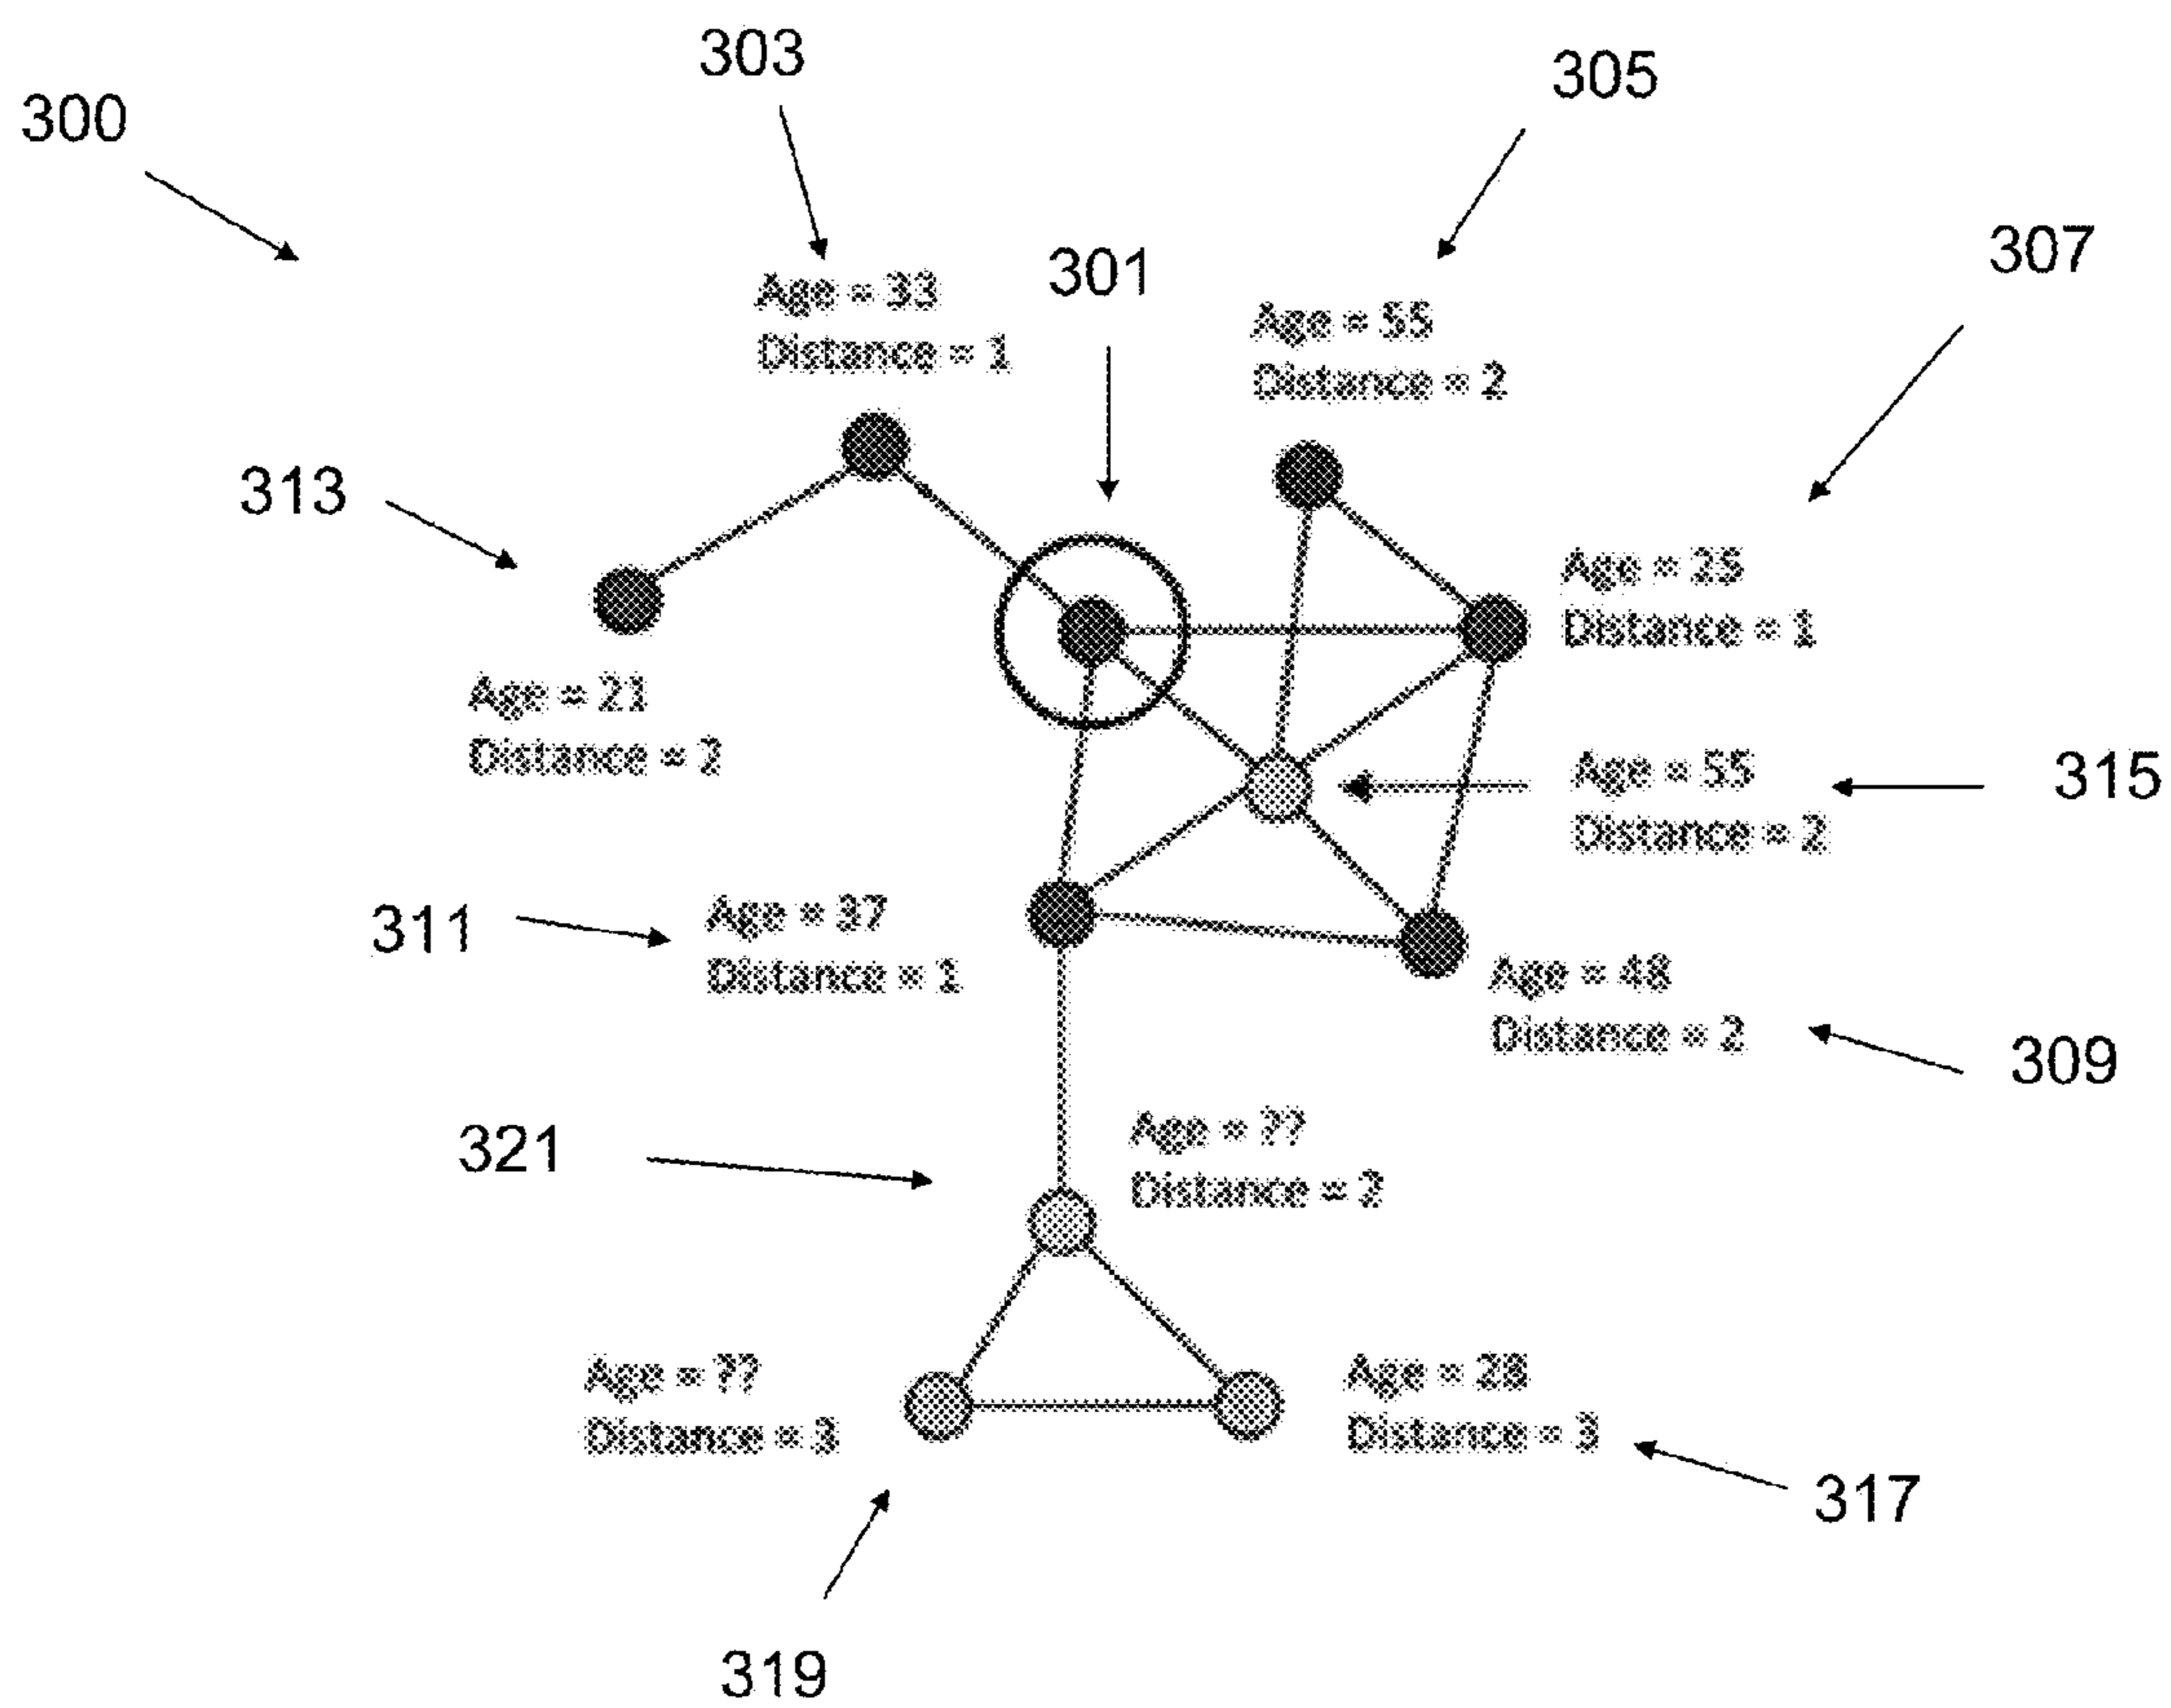 303
305
300
307
301
Age = 33
Distance = 1
Age = 55
Distance = 2
313
Age = 25
Distance = 1
Age = 21
Distance = 2
Age = 55
Distance = 2
315
311
Age = 37
Distance = 1
Age = 48
Distance = 2
309
321
Age = ??
Distance = 2
Age = ??
Distance = 3
Age = 28
Distance = 3
317
319